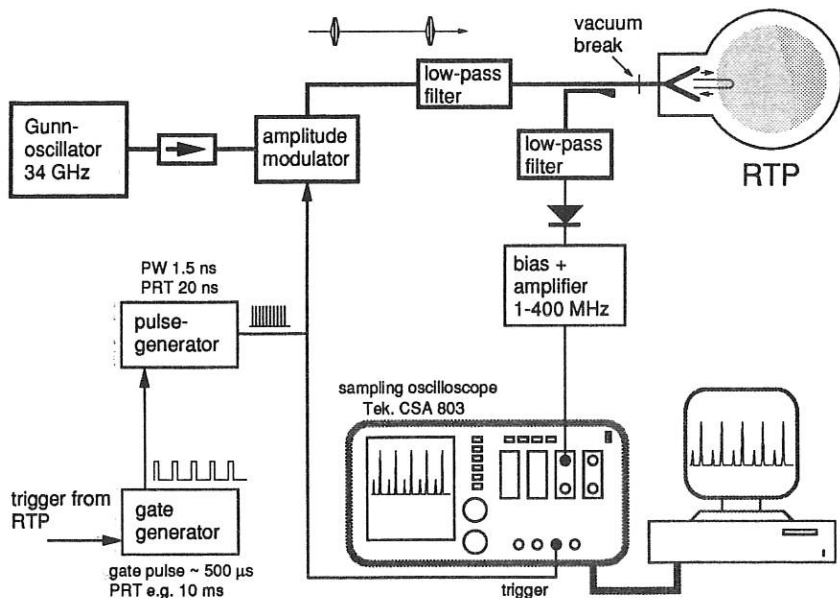 vacuum
break
low-pass
filter
Gunn-
oscillator
34 GHz
amplitude
modulator
low-pass
filter
RTP
PW 1.5 ns
PRT 20 ns
bias +
amplifier
1-400 MHz
pulse-
generator
sampling oscilloscope
Tek. CSA 803
trigger from
RTP
gate
generator
gate pulse ~ 500 µs
PRT e.g. 10 ms
trigger